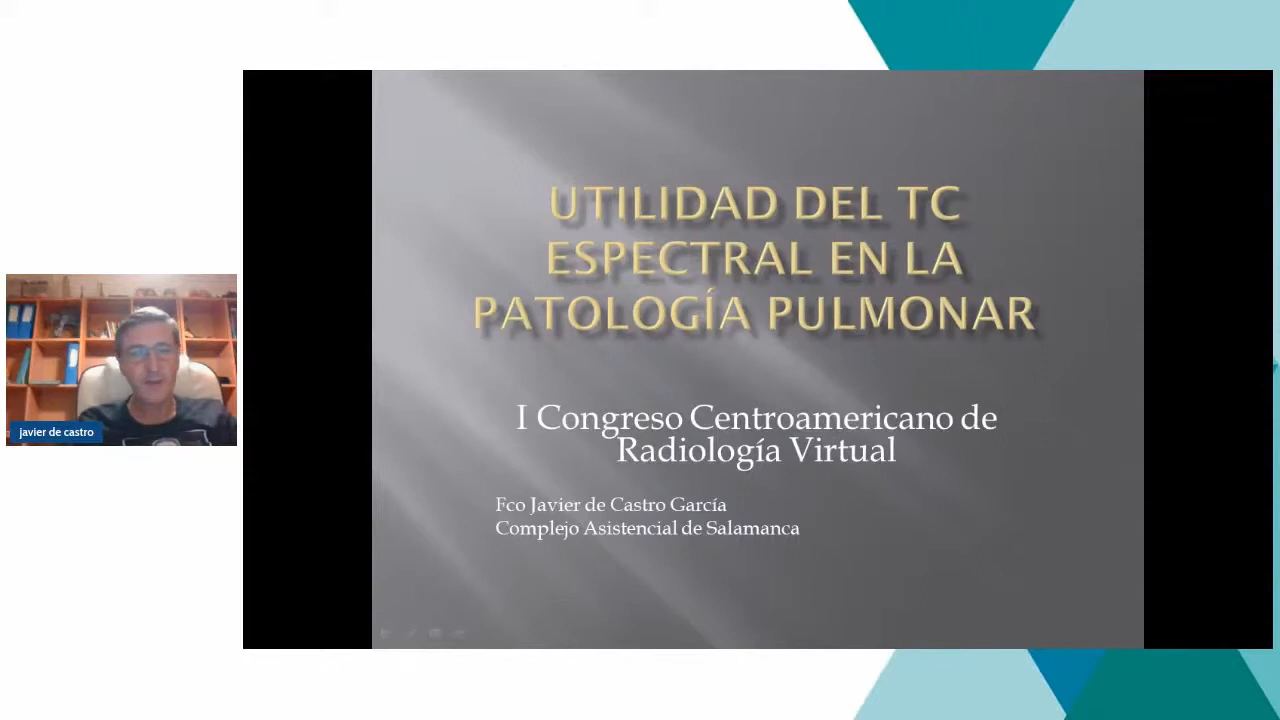 UTILIDAD DEL TC
ESPECTRAL EN LA
PATOLOGÍA PULMONAR
I Congreso Centroamericano de
Radiología Virtual
Fco Javier de Castro García
Complejo Asistencial de Salamanca
javier de castro